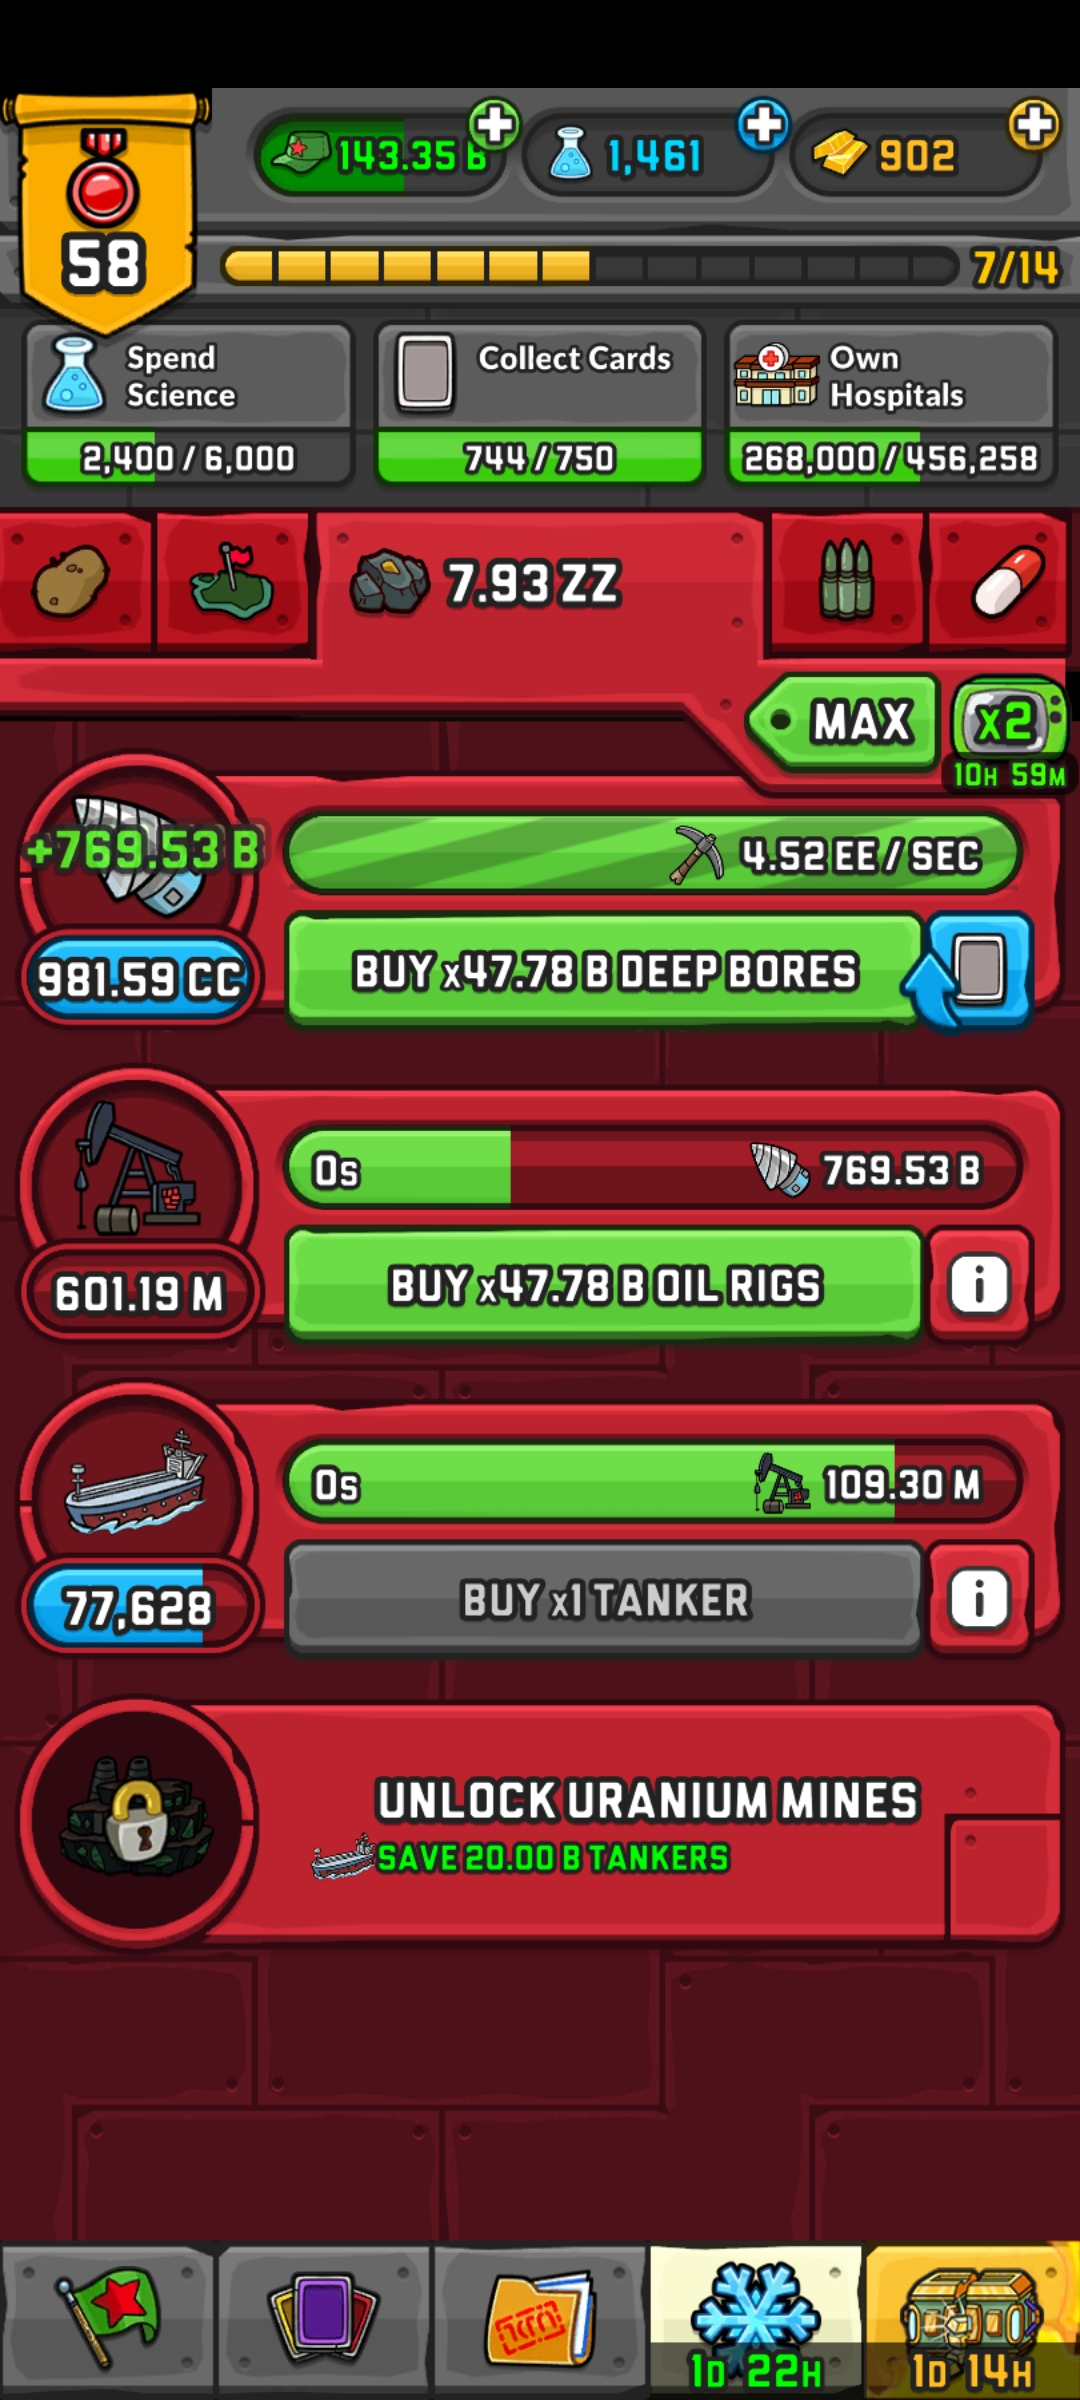 143.35 B
1,461
902
58
7/14
Spend
Science
2,400 / 6,000
Collect Cards
744 / 750
Own
Hospitals
268,000 / 456,258
7.93 ZZ
MAX
x2
10H 59M
+769.53 B
4.52 EE / SEC
981.59 CC
BUY x47.78 B DEEP BORES
0s
769.53 B
601.19 M
BUY x47.78 B OIL RIGS
i
0s
109.30 M
77,628
BUY x1 TANKER
i
UNLOCK URANIUM MINES
SAVE 20.00 B TANKERS
1D 22H
1D 14H